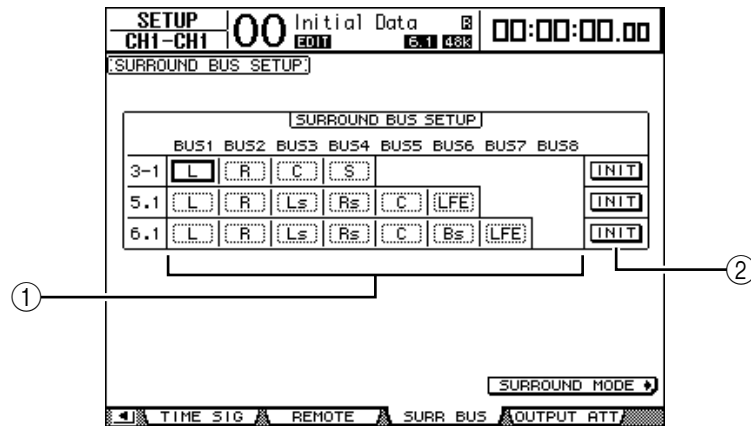 SETUP
CH1-CH1
00
Initial Data R
EDIT 6.1 48K
00:00:00.00
SURROUND BUS SETUP
SURROUND BUS SETUP
BUS1 BUS2 BUS3 BUS4 BUS5 BUS6 BUS7 BUS8
3-1 L R C S INIT
5.1 L R Ls Rs C LFE INIT
6.1 L R Ls Rs C Bs LFE INIT
① ②
SURROUND MODE
TIME SIG REMOTE SURR BUS OUTPUT ATT